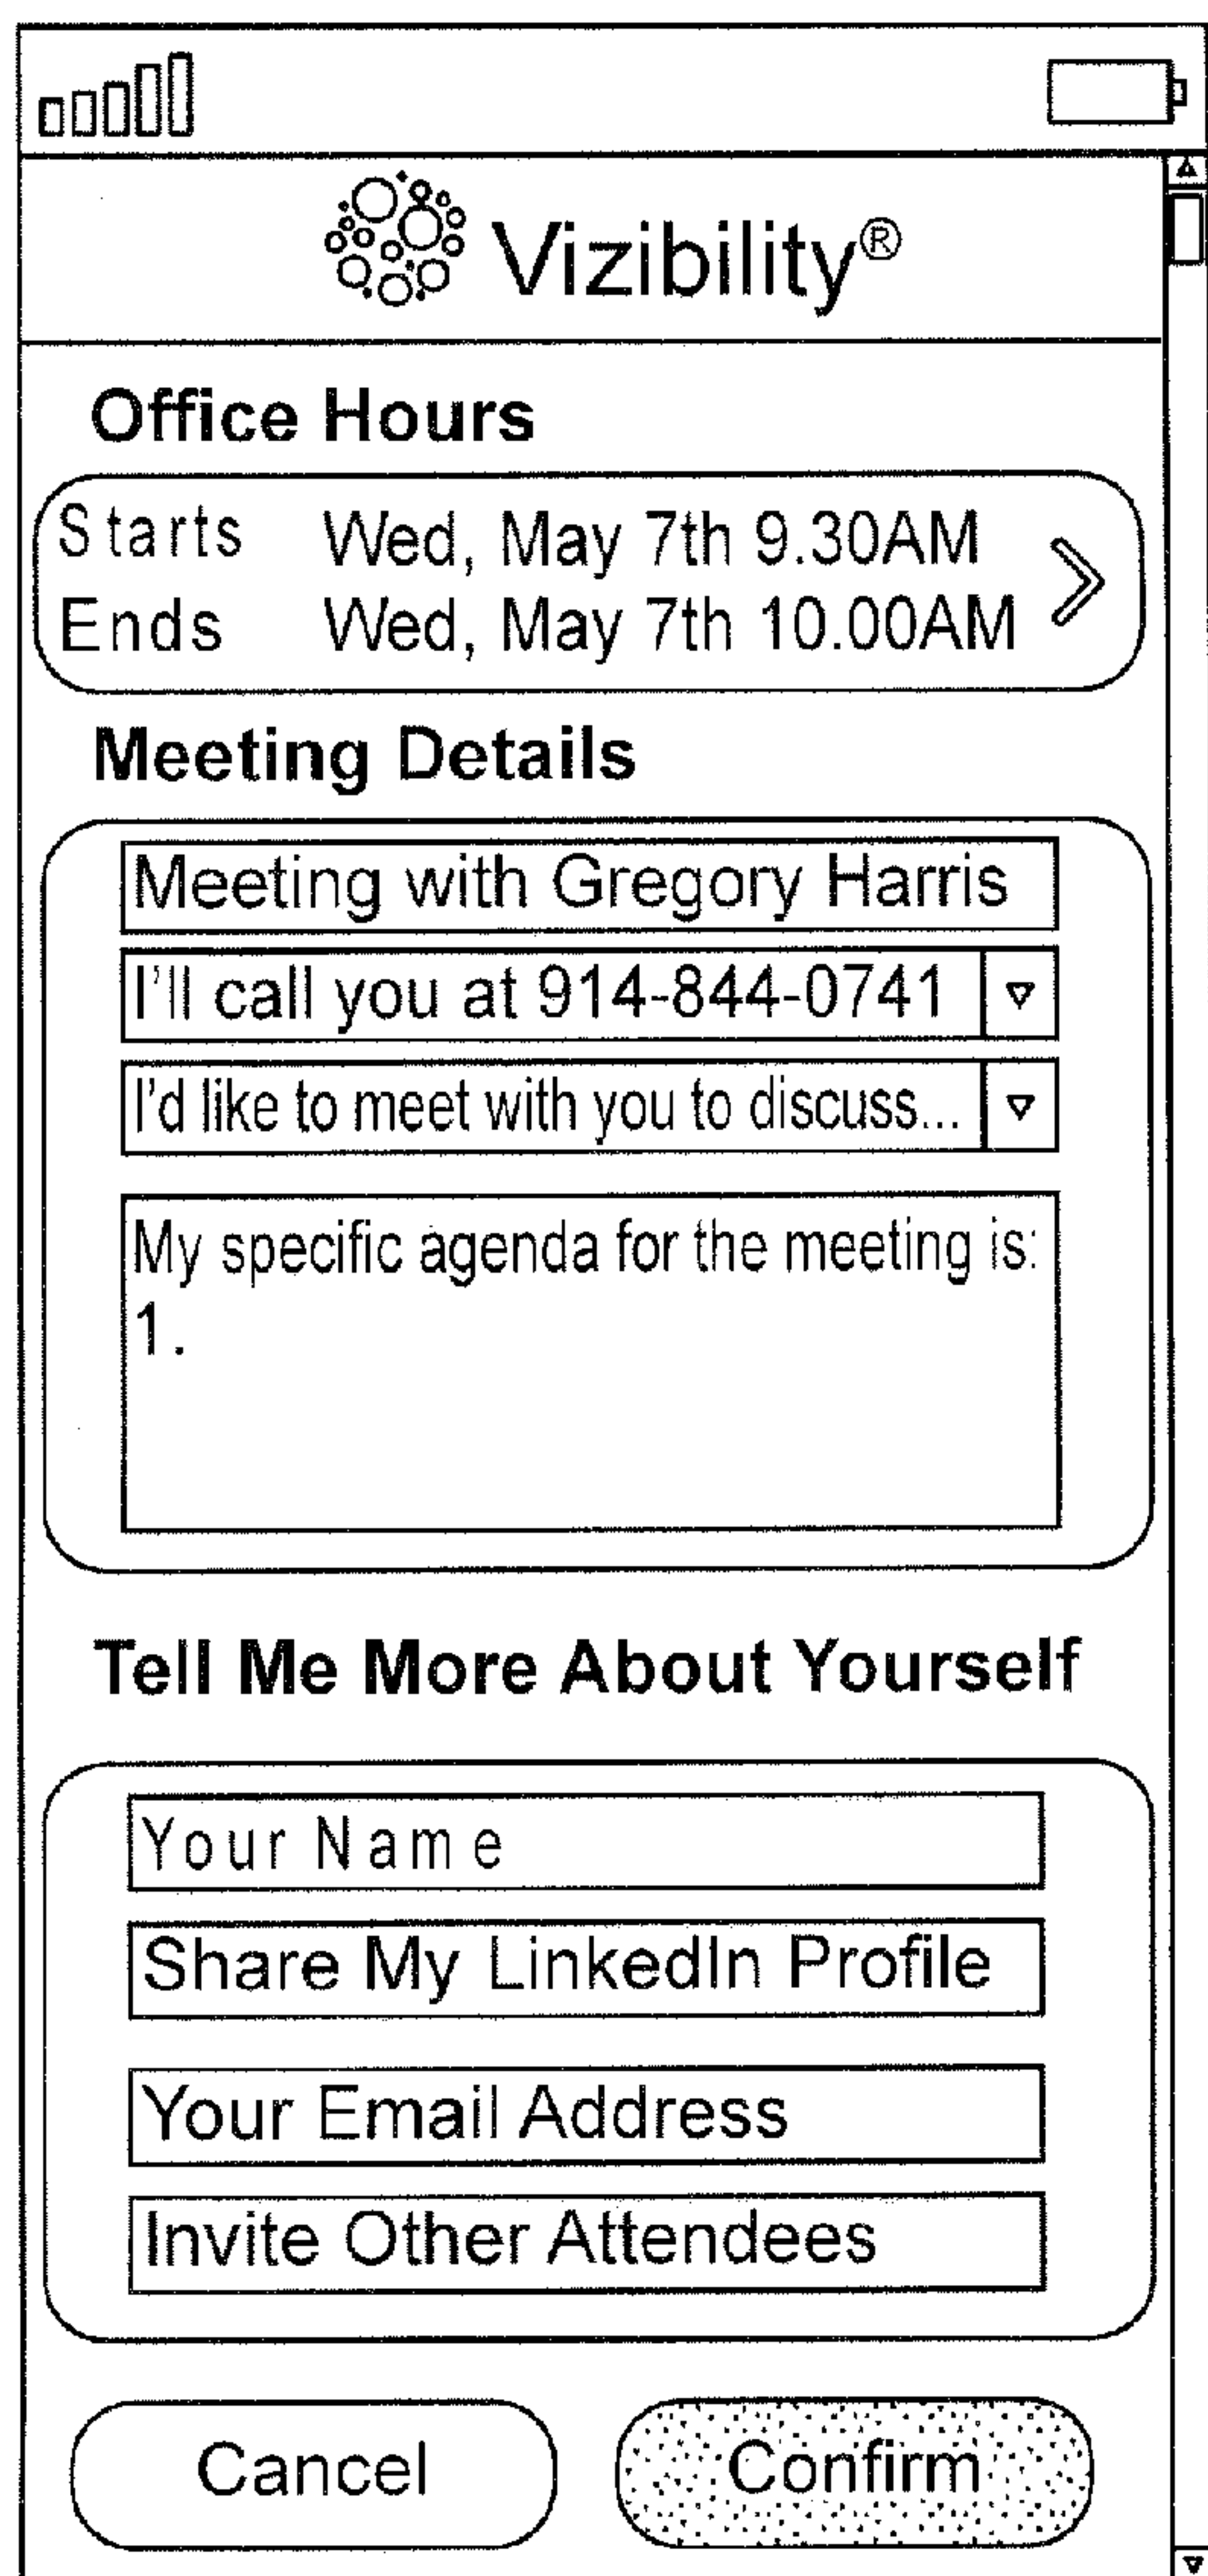 Vizibility®
Office Hours
Starts Wed, May 7th 9.30AM
Ends Wed, May 7th 10.00AM
Meeting Details
Meeting with Gregory Harris
I'll call you at 914-844-0741
I'd like to meet with you to discuss...
My specific agenda for the meeting is:
1.
Tell Me More About Yourself
Your Name
Share My LinkedIn Profile
Your Email Address
Invite Other Attendees
Cancel Confirm